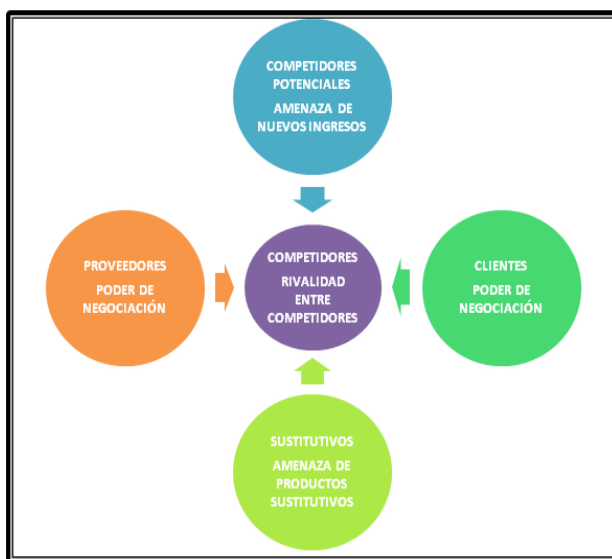 COMPETIDORES
POTENCIALES
AMENAZA DE
NUEVOS INGRESOS
PROVEEDORES
PODER DE
NEGOCIACIÓN
COMPETIDORES
RIVALIDAD
ENTRE
COMPETIDORES
CLIENTES
PODER DE
NEGOCIACIÓN
SUSTITUTIVOS
AMENAZA DE
PRODUCTOS
SUSTITUTIVOS